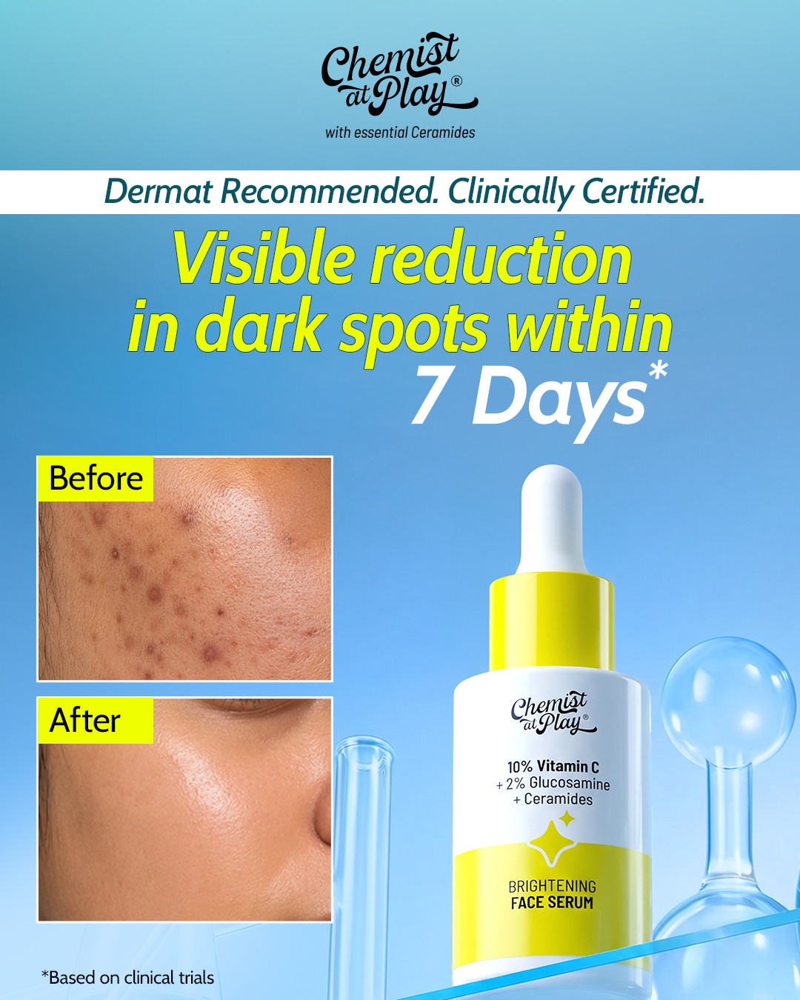 Chemist
at Play®
with essential Ceramides
Dermat Recommended. Clinically Certified.
Visible reduction
in dark spots within
7 Days*
Before
After
Chemist
at Play®
10% Vitamin C
+ 2% Glucosamine
+ Ceramides
BRIGHTENING
FACE SERUM
*Based on clinical trials